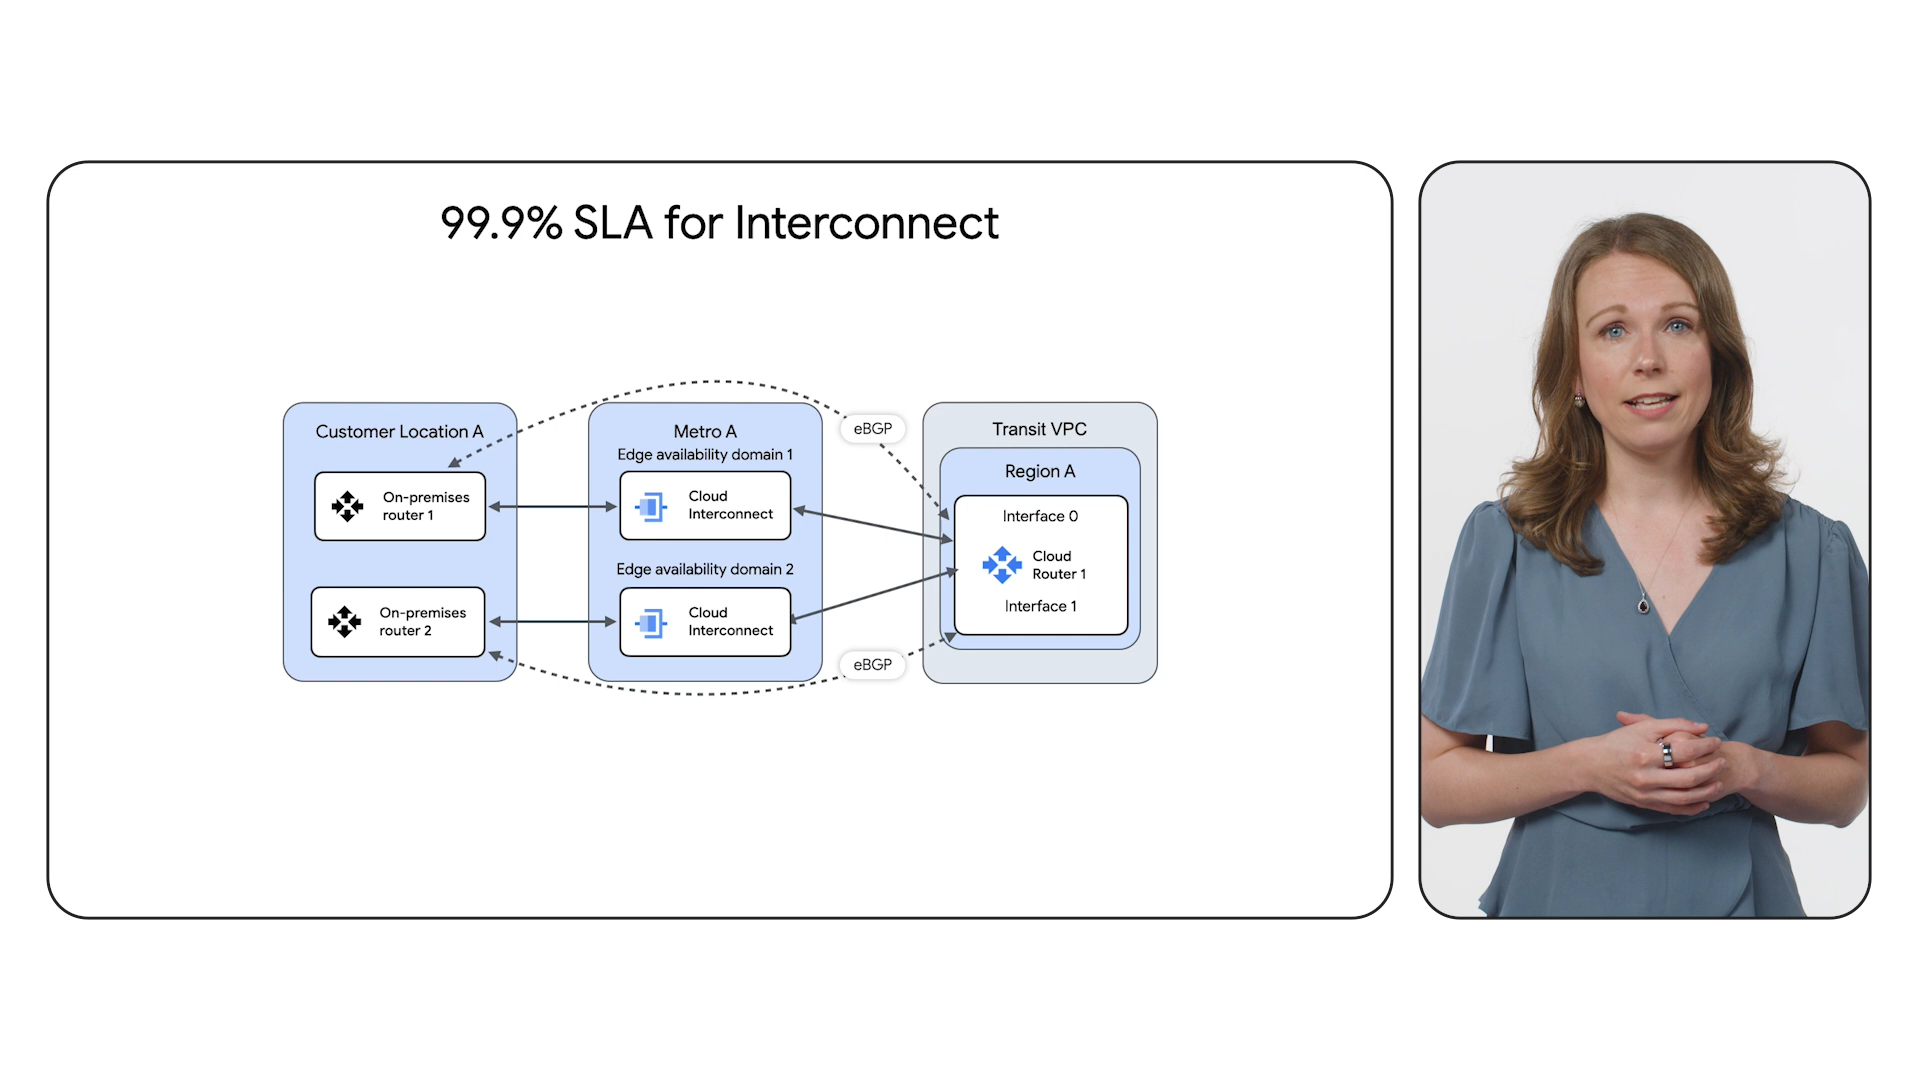 99.9% SLA for Interconnect
Customer Location A
On-premises
router 1
On-premises
router 2
Metro A
Edge availability domain 1
Cloud
Interconnect
Edge availability domain 2
Cloud
Interconnect
eBGP
eBGP
Transit VPC
Region A
Interface 0
Cloud
Router 1
Interface 1